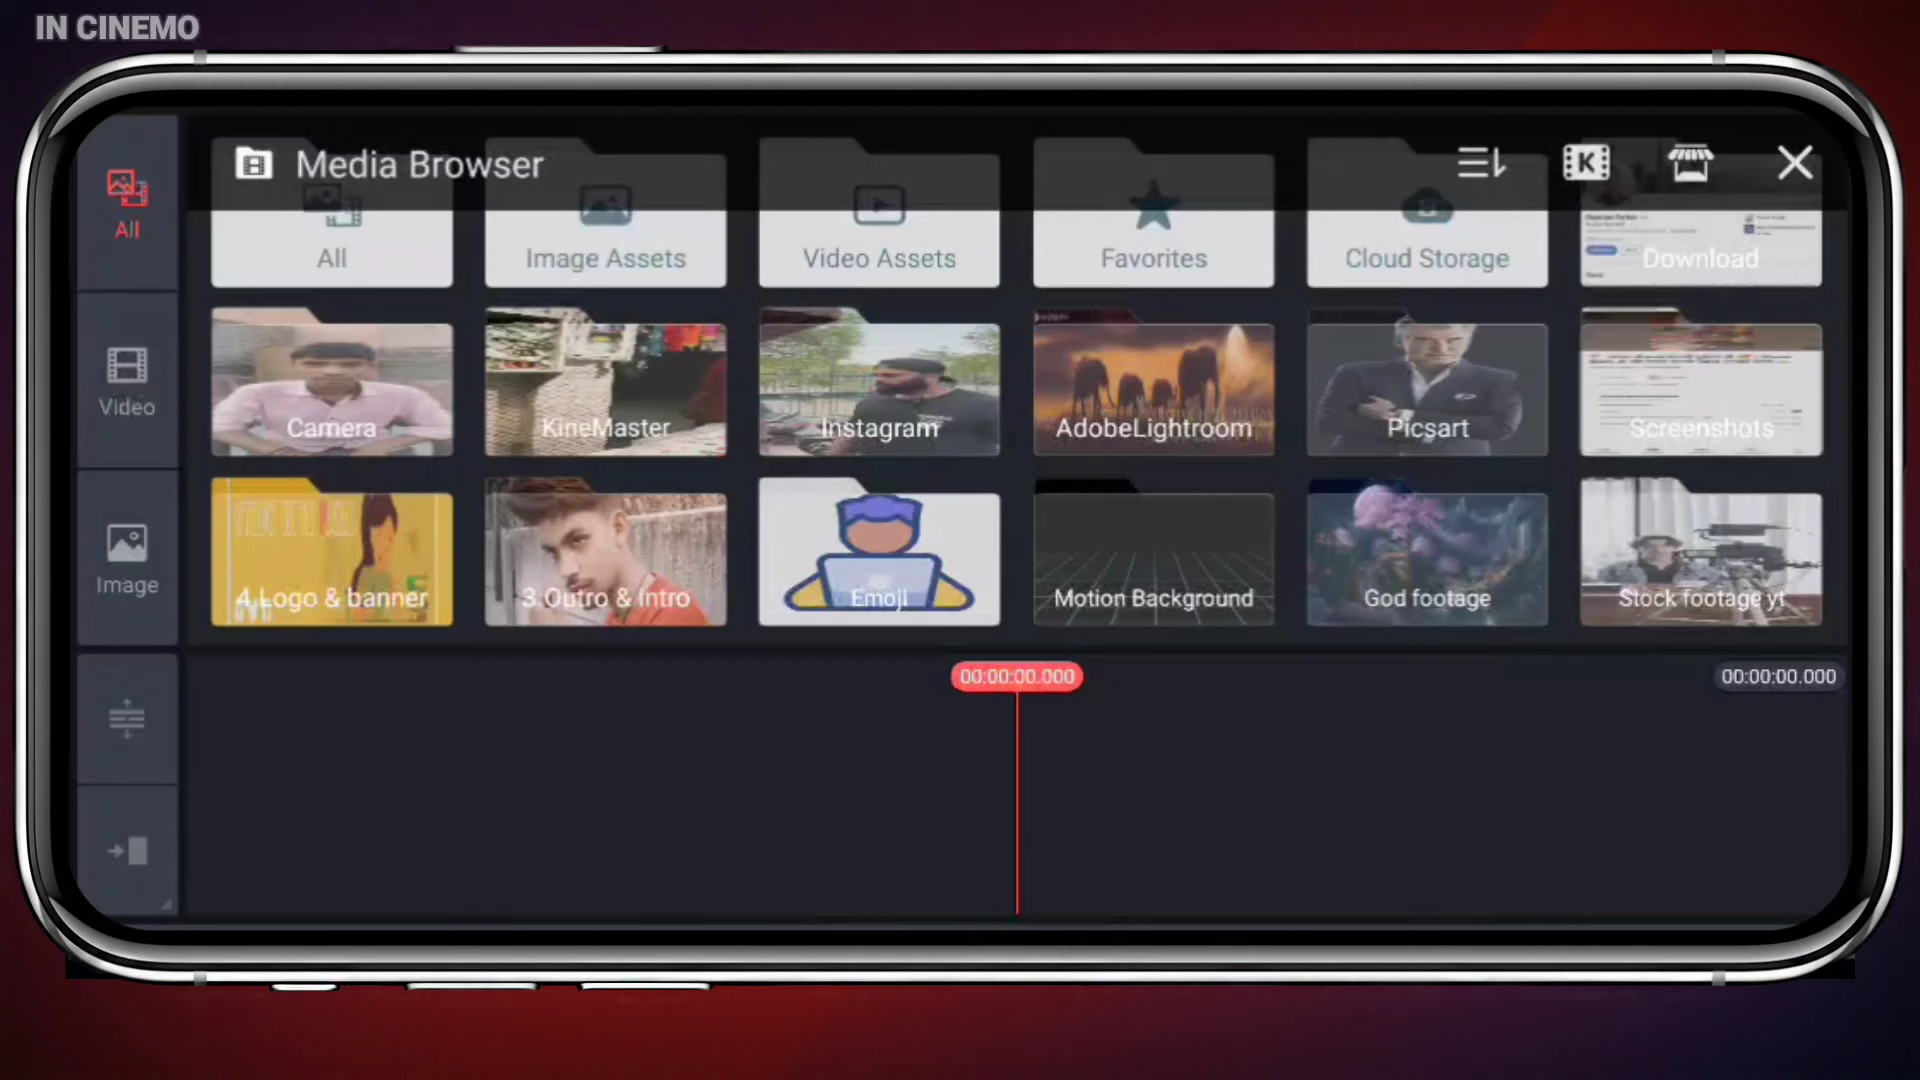 IN CINEMO
Media Browser
All
All
Image Assets
Video Assets
Favorites
Cloud Storage
Download
Video
Camera
KineMaster
Instagram
AdobeLightroom
Picsart
Screenshots
Image
4.Logo & banner
3.Outro & intro
Emoji
Motion Background
God footage
Stock footage yt
00:00:00.000
00:00:00.000